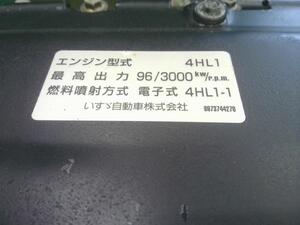 エンジン型式 4HL1
最高出力 96/3000 kw/r.p.m.
燃料噴射方式 電子式 4HL1-1
いすゞ自動車株式会社 8973744270